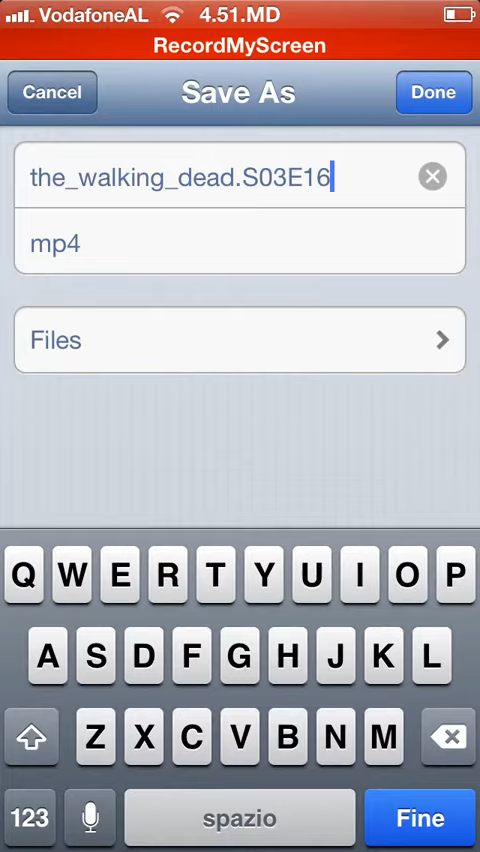 VodafoneAL 4.51.MD
RecordMyScreen
Cancel Save As Done
the_walking_dead.S03E16
mp4
Files
Q W E R T Y U I O P
A S D F G H J K L
Z X C V B N M
123 spazio Fine